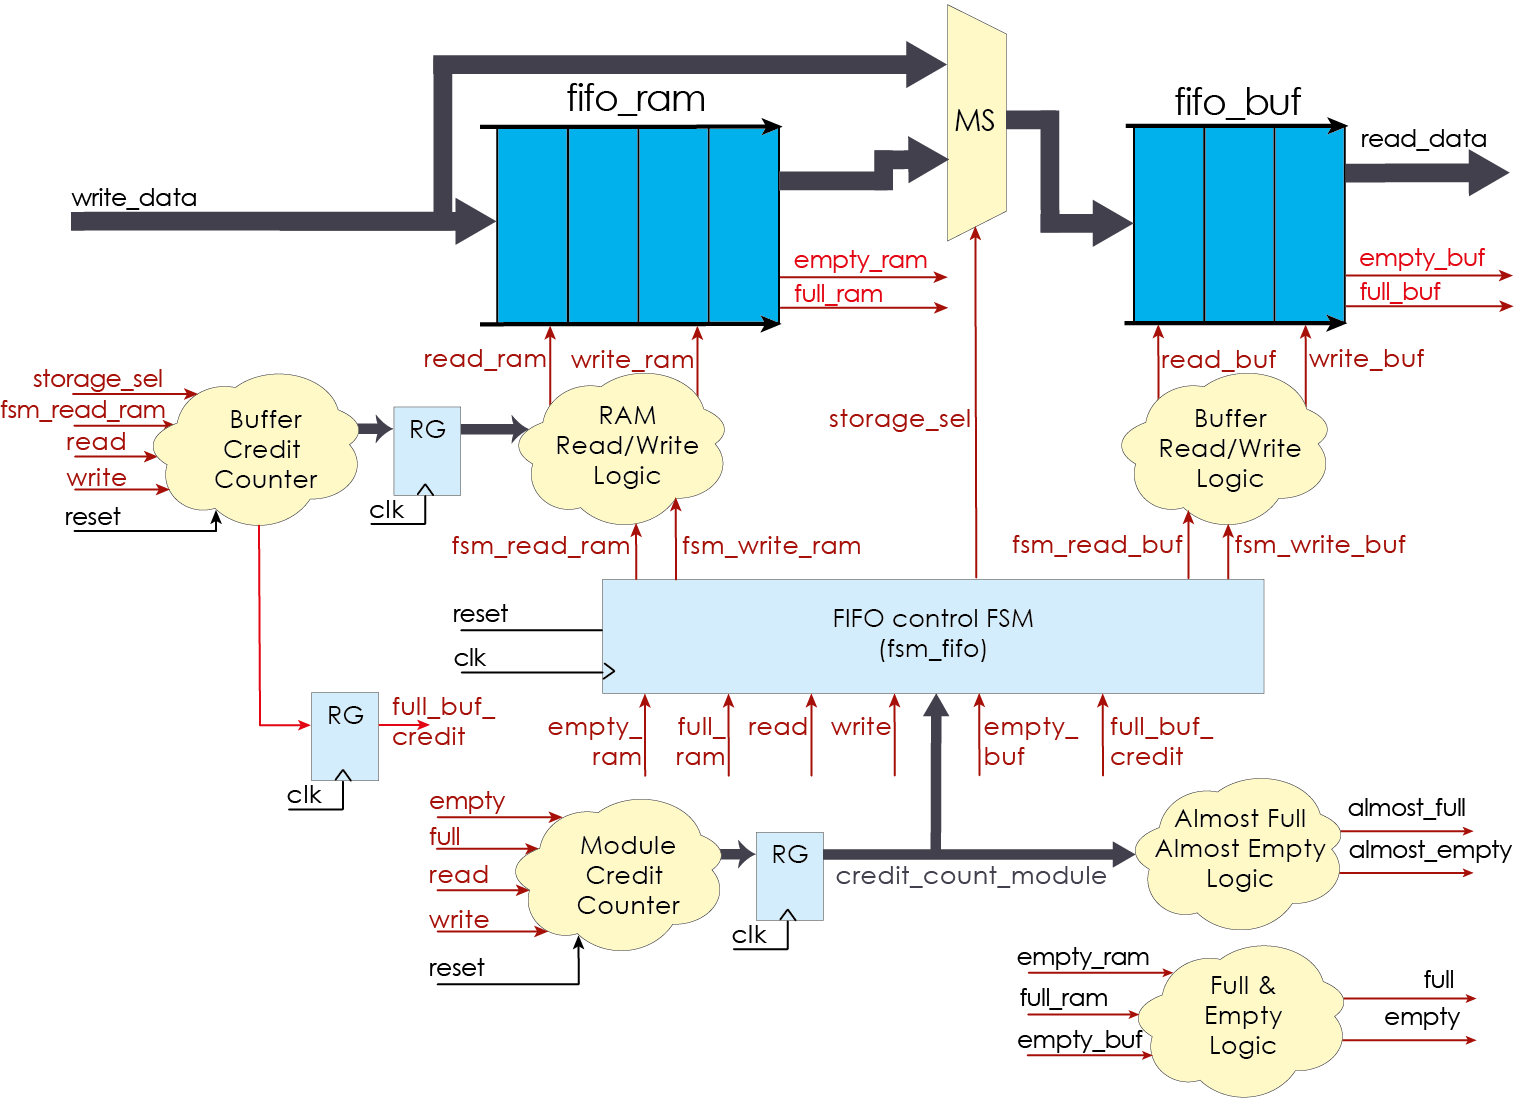 fifo_ram
MS
fifo_buf
write_data
read_data
empty_ram
full_ram
empty_buf
full_buf
read_ram
write_ram
read_buf
write_buf
storage_sel
fsm_read_ram
read
write
reset
Buffer
Credit
Counter
RG
clk
RAM
Read/Write
Logic
storage_sel
Buffer
Read/Write
Logic
fsm_read_ram
fsm_write_ram
fsm_read_buf
fsm_write_buf
reset
clk
FIFO control FSM
(fsm_fifo)
RG
clk
full_buf_
credit
empty_
ram
full_
ram
read
write
empty_
buf
full_buf_
credit
empty
full
read
write
reset
Module
Credit
Counter
RG
clk
credit_count_module
Almost Full
Almost Empty
Logic
almost_full
almost_empty
empty_ram
full_ram
empty_buf
Full &
Empty
Logic
full
empty